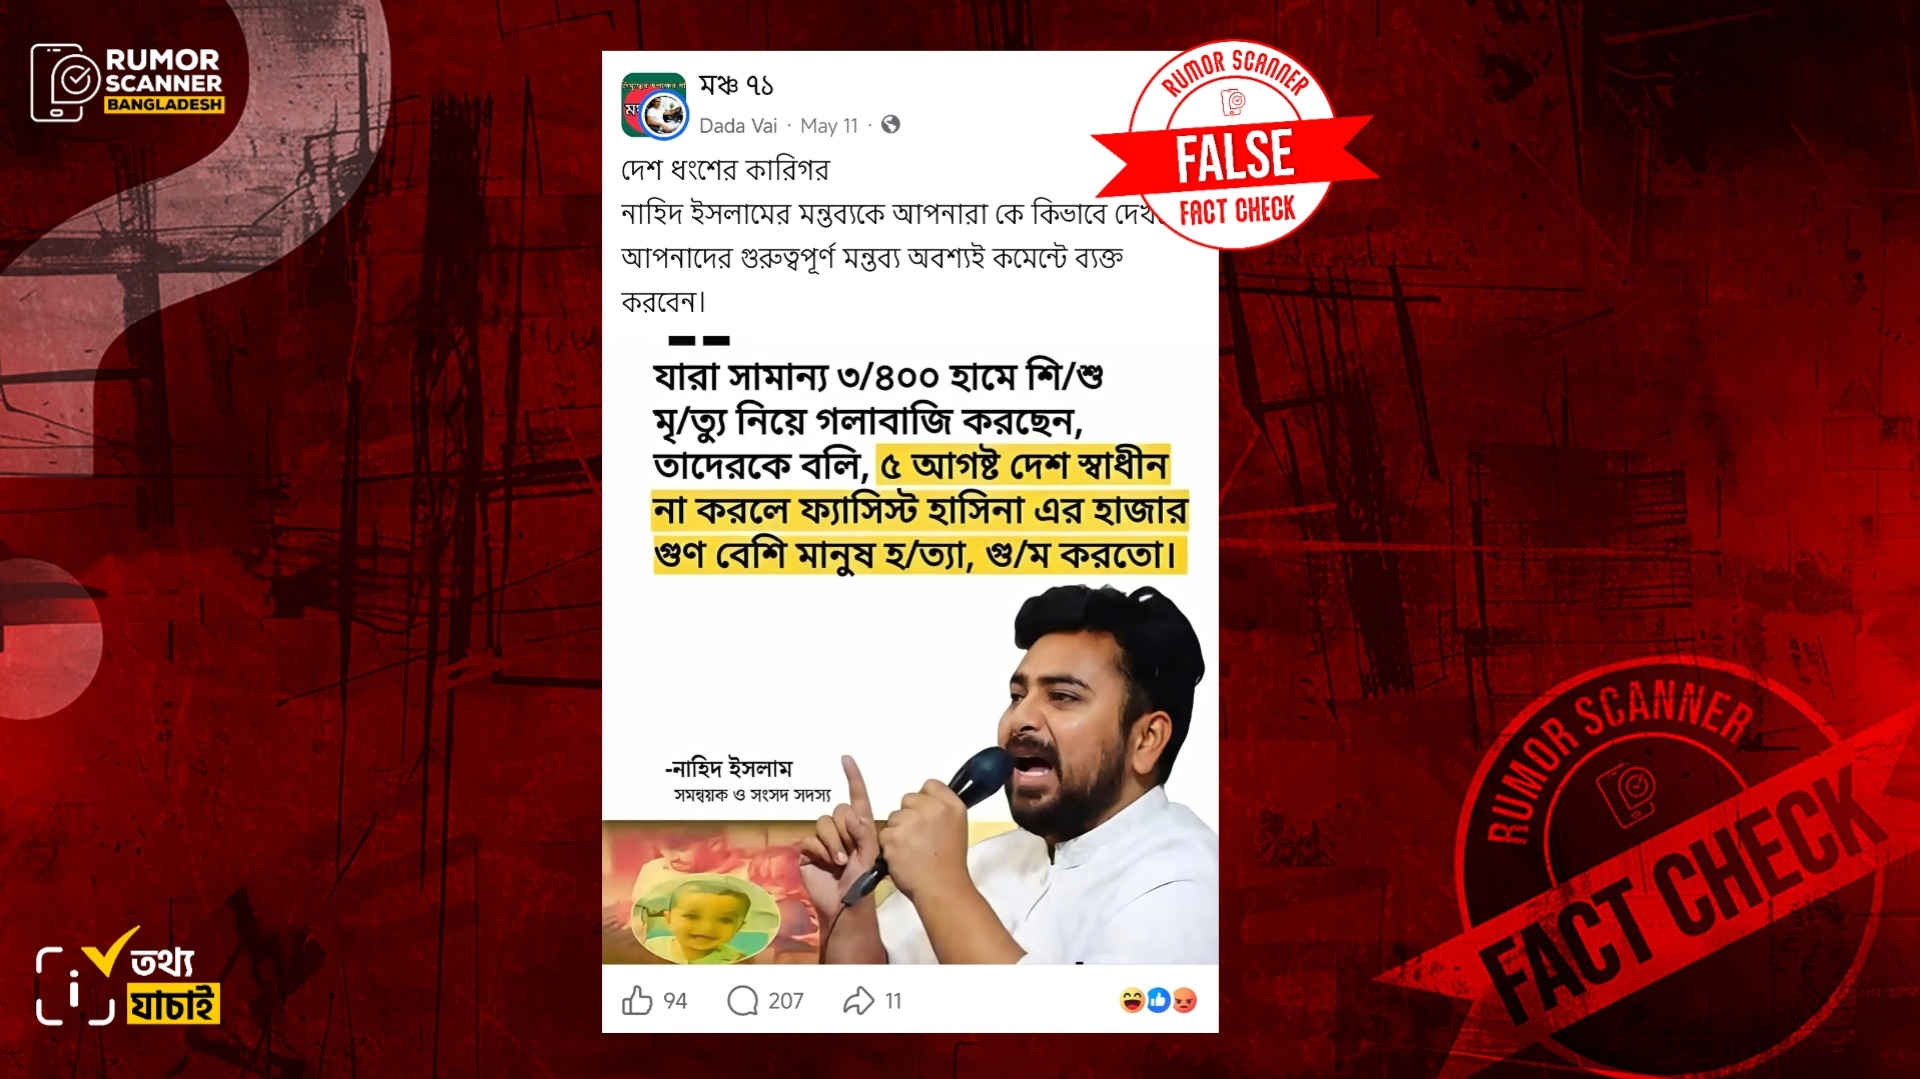 RUMOR
SCANNER
BANGLADESH
মঞ্চ ৭১
Dada Vai · May 11 ·
দেশ ধংশের কারিগর
নাহিদ ইসলামের মন্তব্যকে আপনারা কে কিভাবে
আপনাদের গুরুত্বপূর্ণ মন্তব্য অবশ্যই কমেন্টে ব্যক্ত
করবেন।
RUMOR SCANNER
FALSE
FACT CHECK
যারা সামান্য ৩/৪০০ হামে শি/শু
মৃ/ত্যু নিয়ে গলাবাজি করছেন,
তাদেরকে বলি, ৫ আগষ্ট দেশ স্বাধীন
না করলে ফ্যাসিস্ট হাসিনা এর হাজার
গুণ বেশি মানুষ হ/ত্যা, গু/ম করতো।
-নাহিদ ইসলাম
সমন্বয়ক ও সংসদ সদস্য
94 207 11
তথ্য
যাচাই
RUMOR SCANNER
FACT CHECK